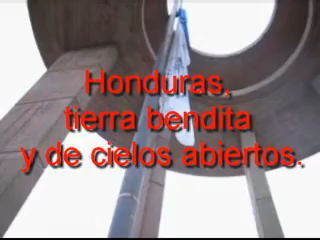 Honduras,
tierra bendita
y de cielos abiertos.